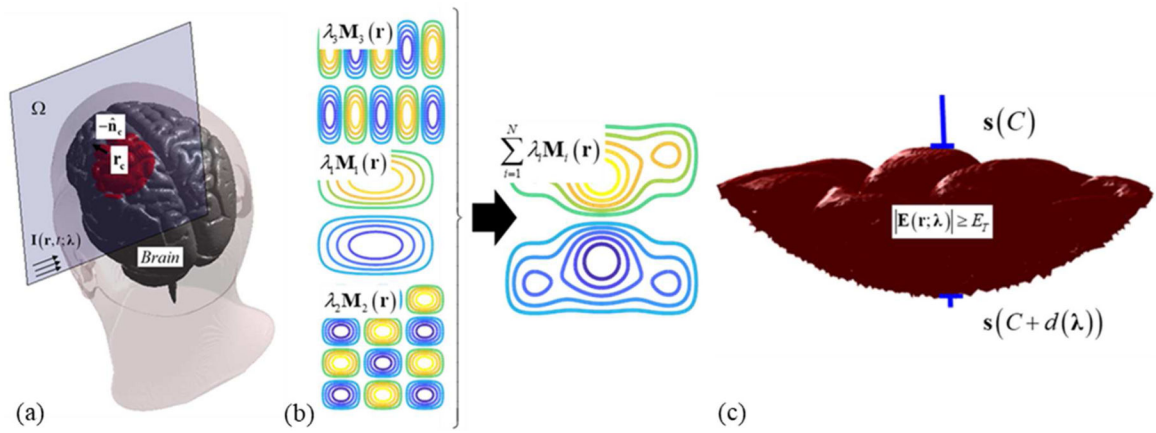 Ω
−n̂c
rc
I(r,t;λ)
Brain
(a)
λ3M3(r)
λ1M1(r)
λ2M2(r)
(b)
N
∑ λiMi(r)
i=1
s(C)
|E(r;λ)| ≥ ET
s(C + d(λ))
(c)